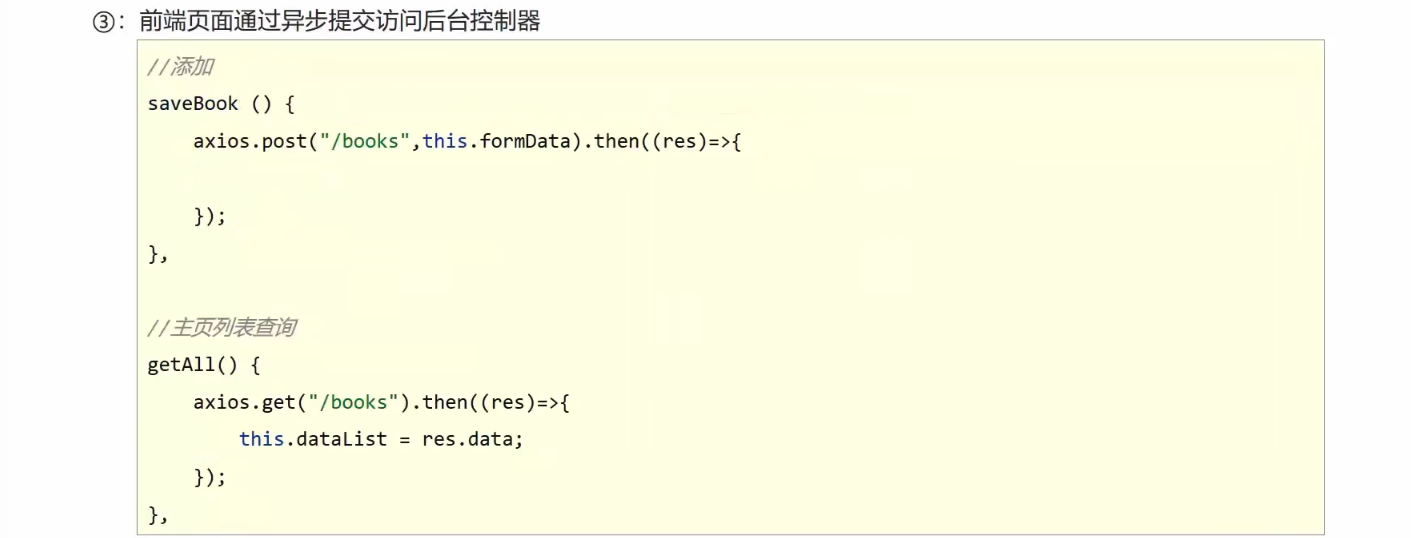 ③：前端页面通过异步提交访问后台控制器
//添加
saveBook () {
axios.post("/books",this.formData).then((res)=>{
});
},
//主页列表查询
getAll() {
axios.get("/books").then((res)=>{
this.dataList = res.data;
});
},